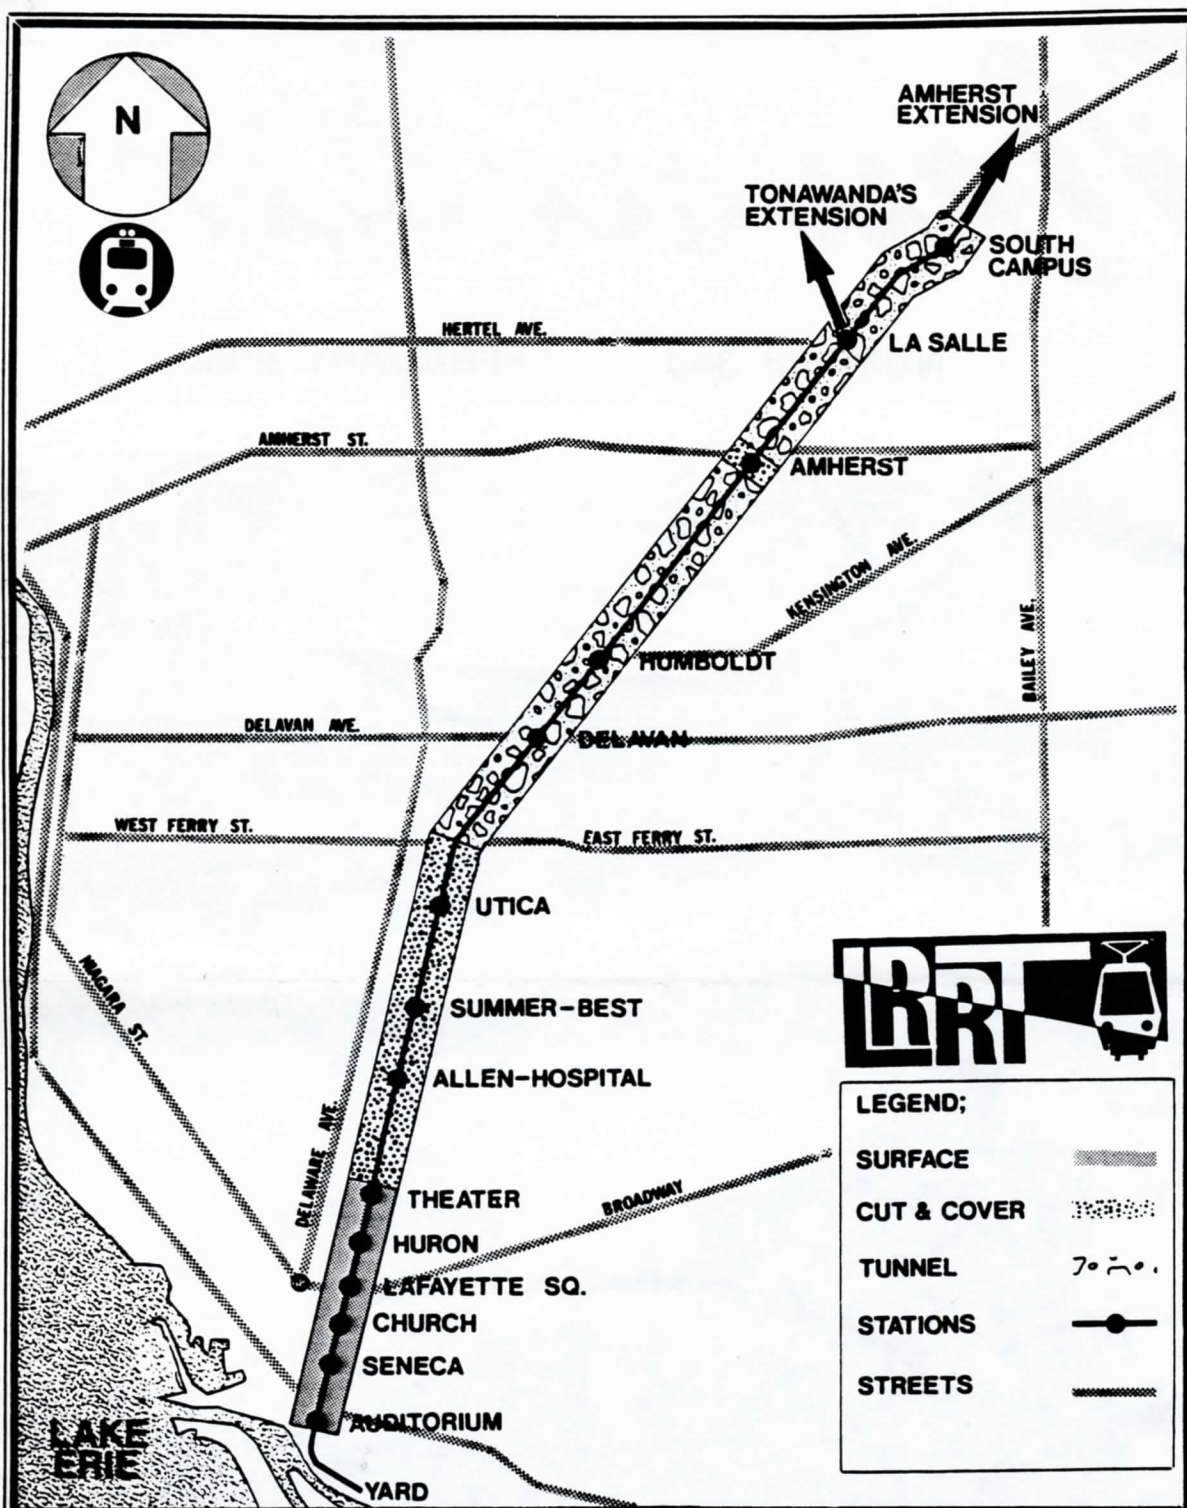 N
AMHERST
EXTENSION
TONAWANDA'S
EXTENSION
SOUTH
CAMPUS
HERTEL AVE.
LA SALLE
AMHERST ST.
AMHERST
KENSINGTON AVE.
HUMBOLDT
BAILEY AVE.
DELAVAN AVE.
DELAVAN
WEST FERRY ST.
EAST FERRY ST.
UTICA
NIAGARA ST.
SUMMER-BEST
ALLEN-HOSPITAL
DELAWARE AVE.
THEATER
BROADWAY
HURON
LAFAYETTE SQ.
CHURCH
SENECA
AUDITORIUM
LAKE
ERIE
YARD
LRRT
LEGEND;
SURFACE
CUT & COVER
TUNNEL
STATIONS
STREETS